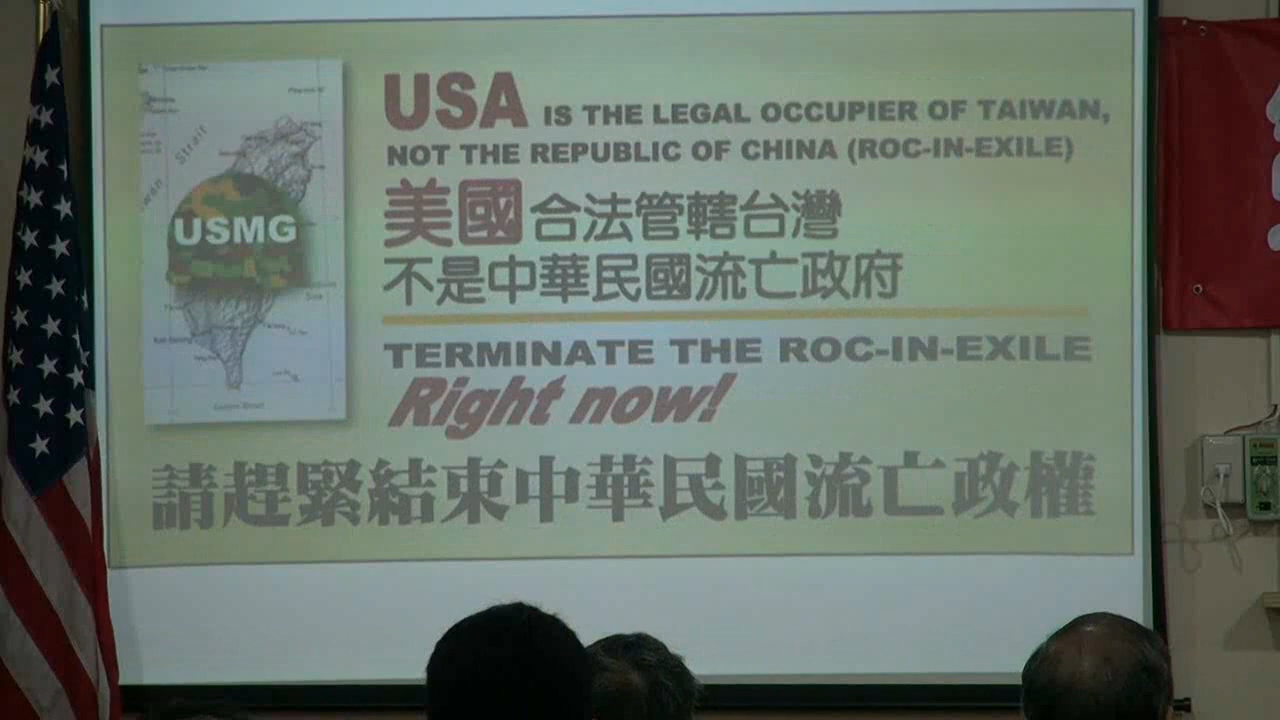 USA IS THE LEGAL OCCUPIER OF TAIWAN,
NOT THE REPUBLIC OF CHINA (ROC-IN-EXILE)
美國合法管轄台灣
不是中華民國流亡政府
TERMINATE THE ROC-IN-EXILE
Right now!
請趕緊結束中華民國流亡政權
Strait
USMG